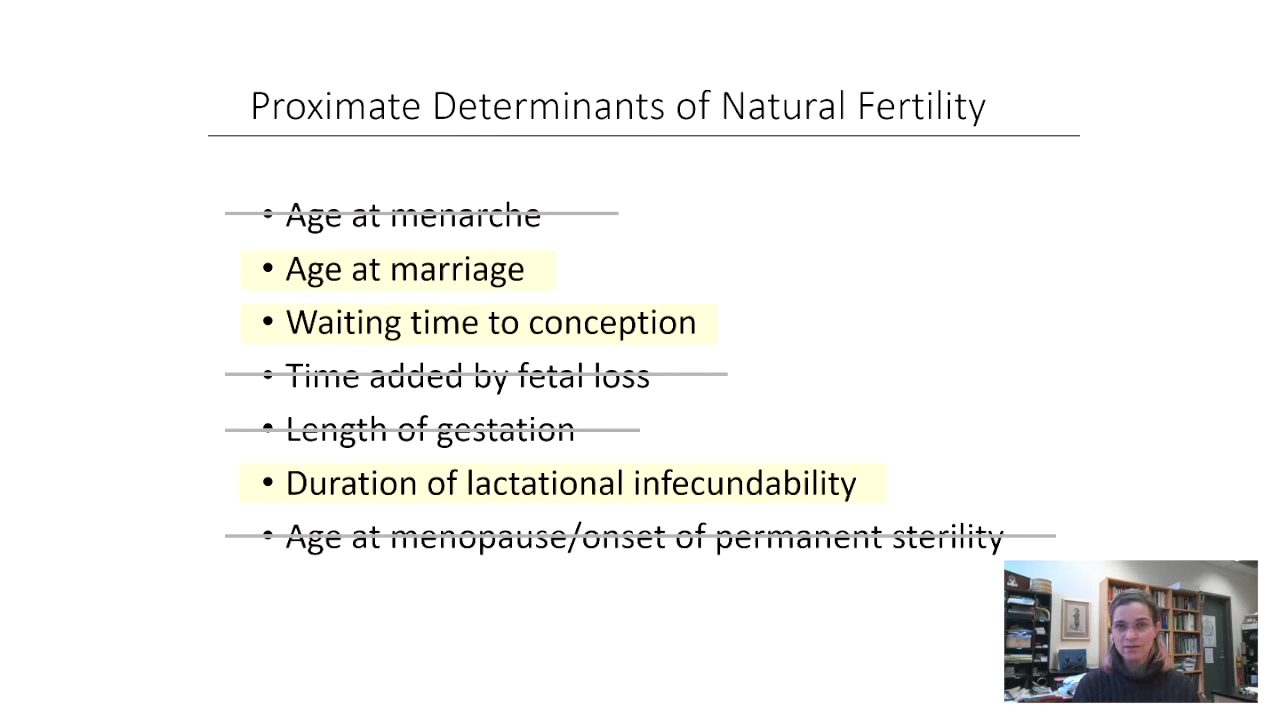 Proximate Determinants of Natural Fertility
• Age at menarche
• Age at marriage
• Waiting time to conception
• Time added by fetal loss
• Length of gestation
• Duration of lactational infecundability
• Age at menopause/onset of permanent sterility